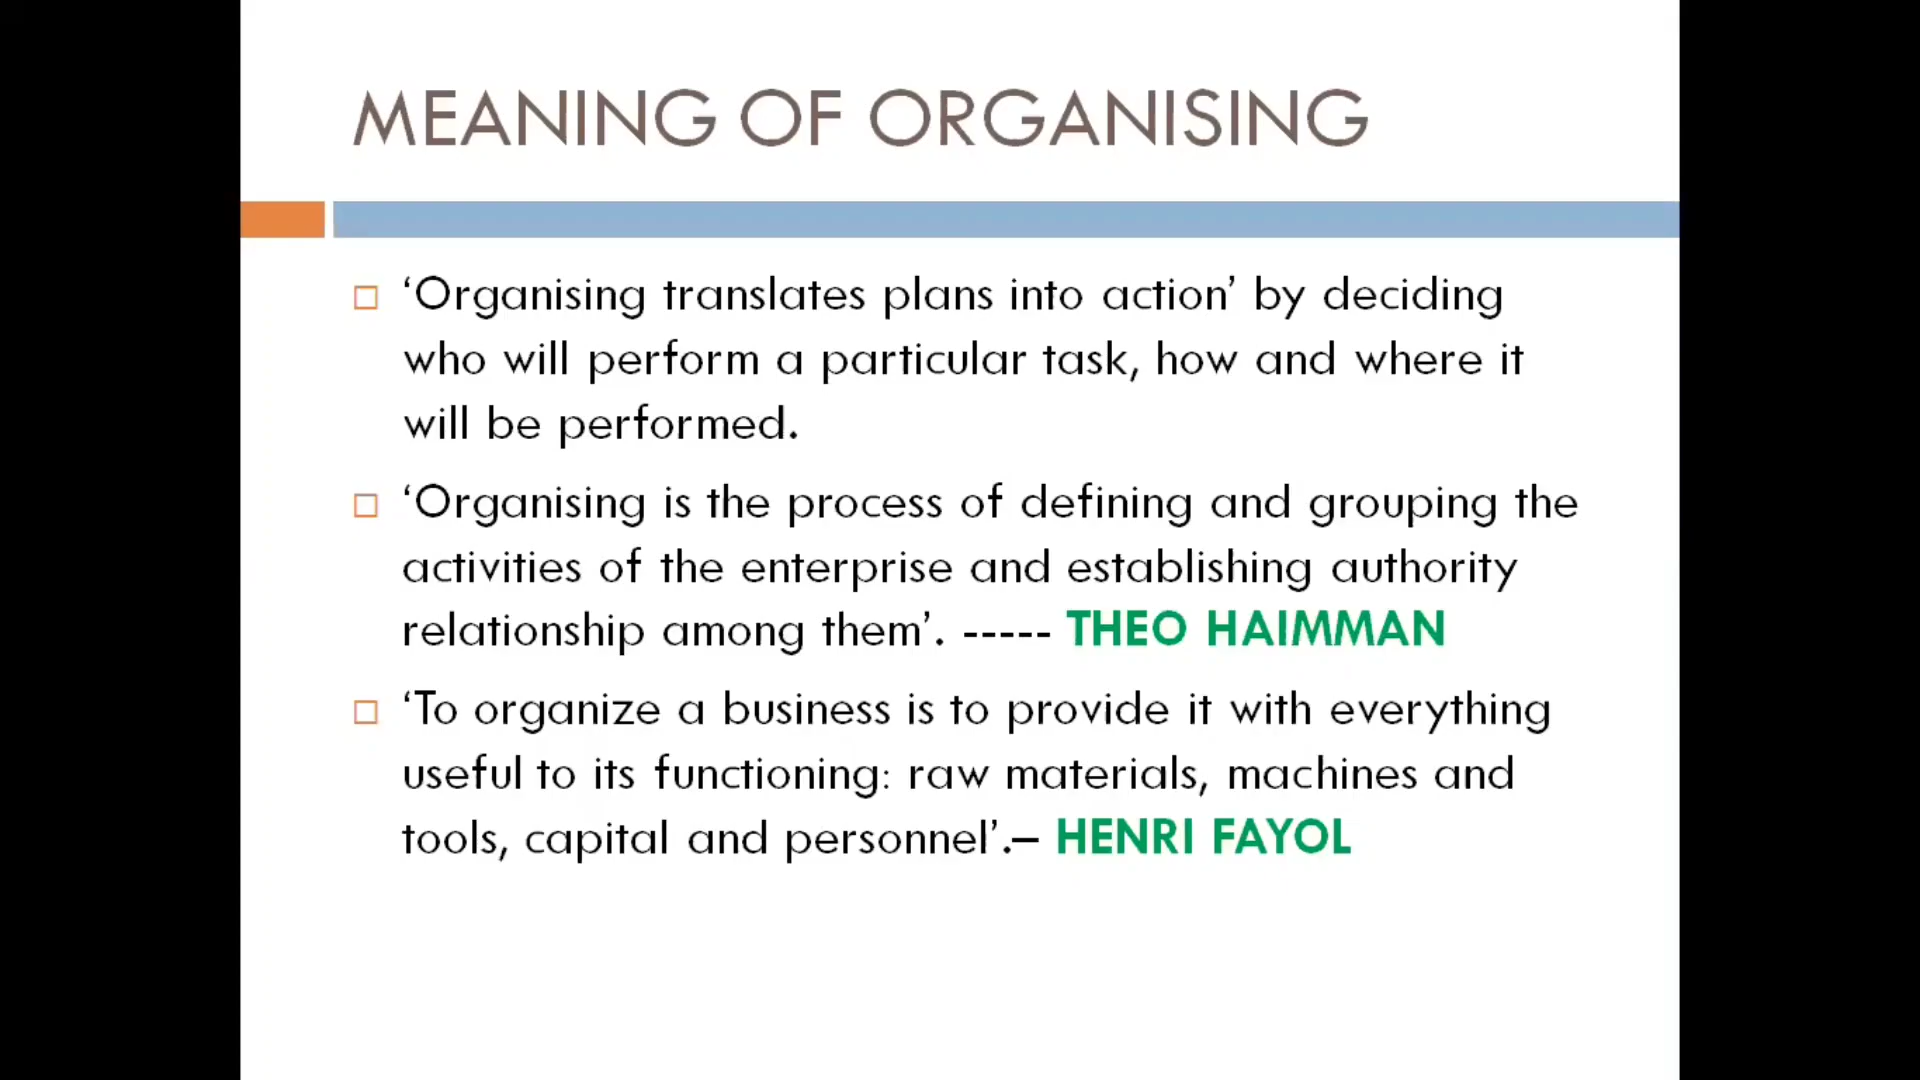 MEANING OF ORGANISING
‘Organising translates plans into action’ by deciding
who will perform a particular task, how and where it
will be performed.
‘Organising is the process of defining and grouping the
activities of the enterprise and establishing authority
relationship among them’. ----- THEO HAIMMAN
‘To organize a business is to provide it with everything
useful to its functioning: raw materials, machines and
tools, capital and personnel’.– HENRI FAYOL